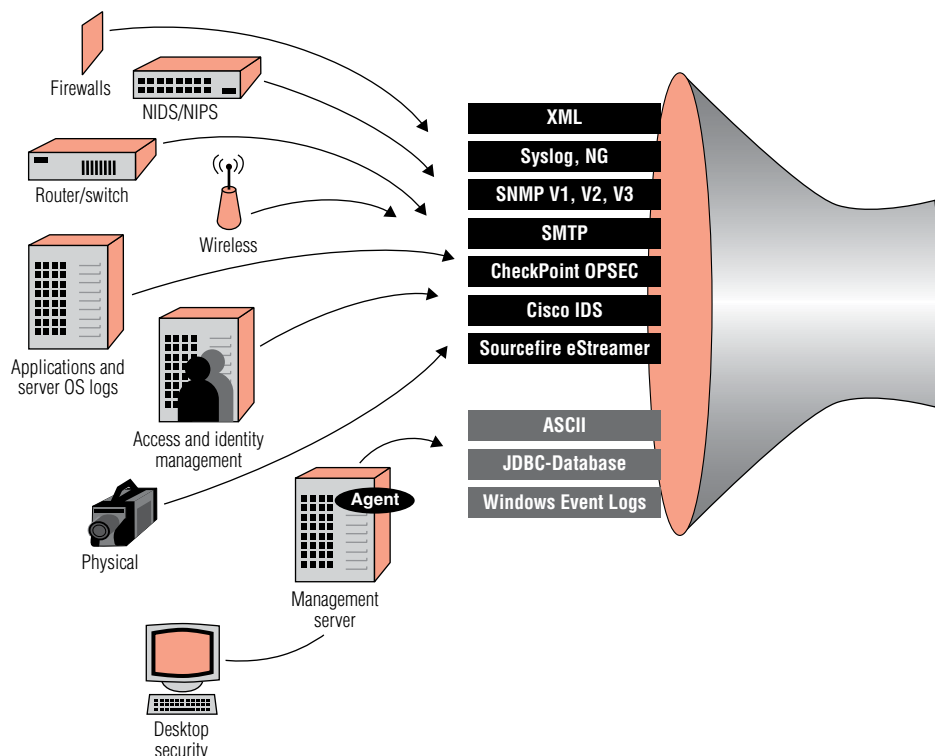 Firewalls
NIDS/NIPS
Router/switch
Wireless
Applications and
server OS logs
Access and identity
management
Physical
Agent
Management
server
Desktop
security
XML
Syslog, NG
SNMP V1, V2, V3
SMTP
CheckPoint OPSEC
Cisco IDS
Sourcefire eStreamer
ASCII
JDBC-Database
Windows Event Logs